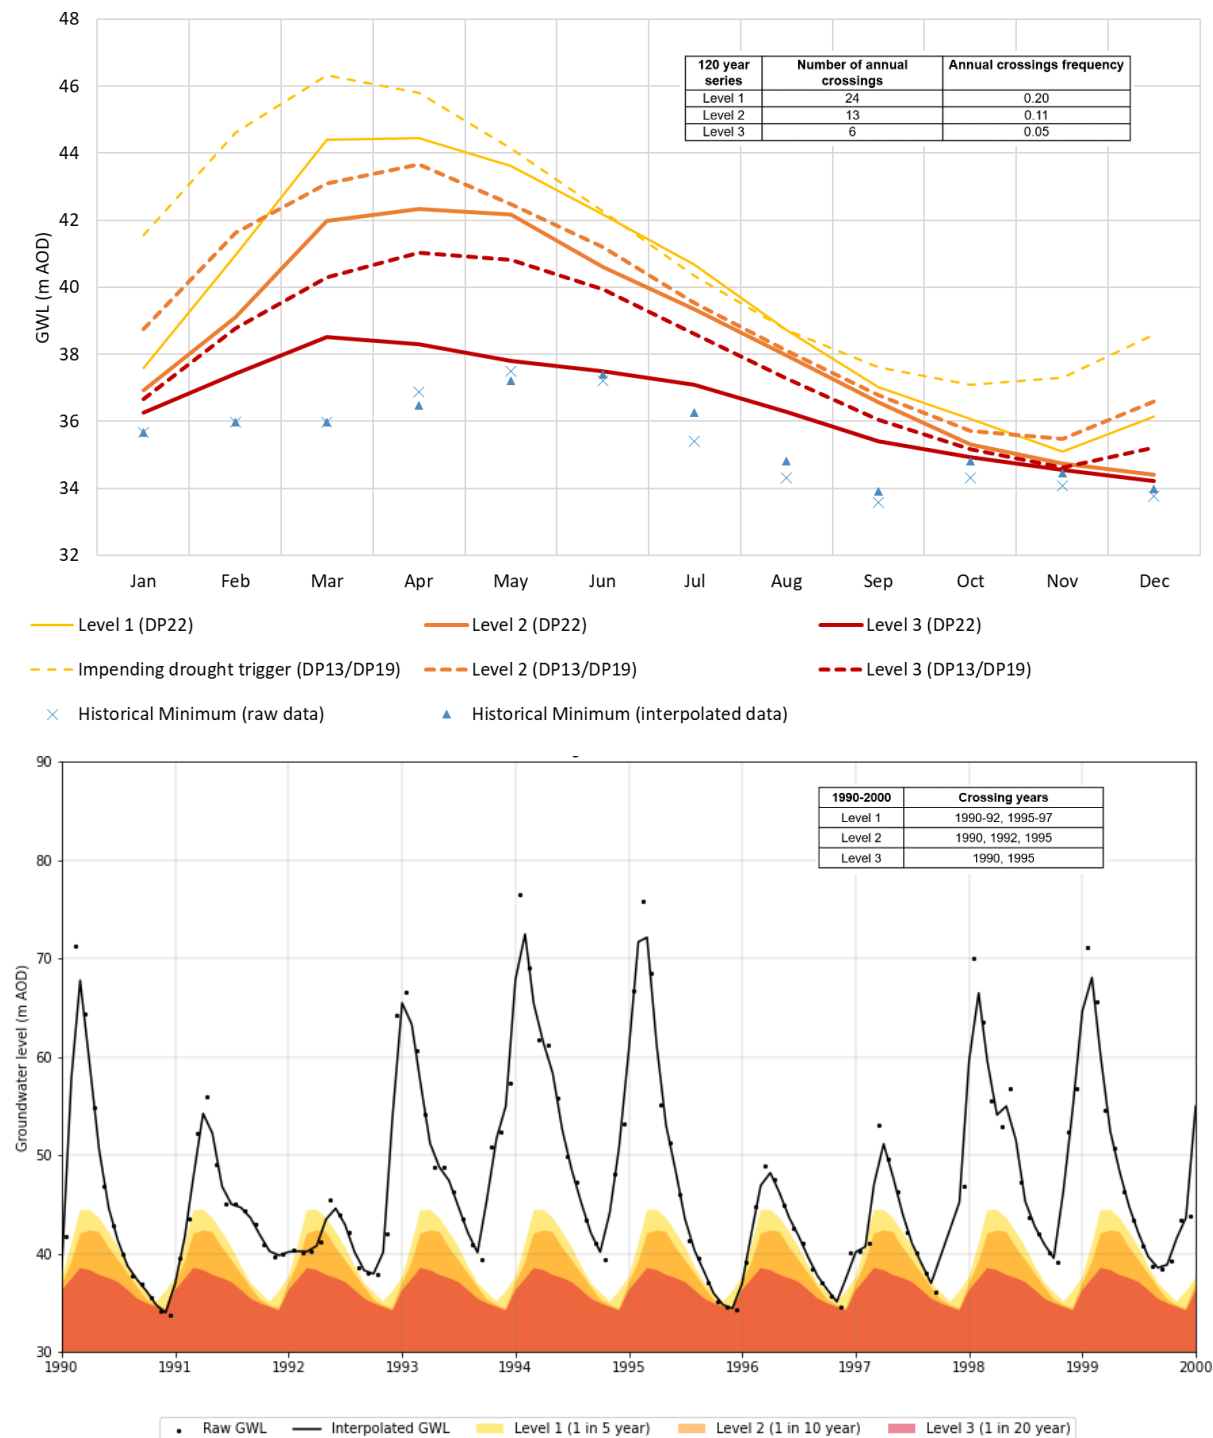 48
46
44
42
40
38
36
34
32
GWL (m AOD)
120 year series Number of annual crossings Annual crossings frequency
Level 1 24 0.20
Level 2 13 0.11
Level 3 6 0.05
Jan Feb Mar Apr May Jun Jul Aug Sep Oct Nov Dec
Level 1 (DP22) Level 2 (DP22) Level 3 (DP22)
Impending drought trigger (DP13/DP19) Level 2 (DP13/DP19) Level 3 (DP13/DP19)
Historical Minimum (raw data) Historical Minimum (interpolated data)
90
80
70
60
50
40
30
Groundwater level (m AOD)
1990-2000 Crossing years
Level 1 1990-92, 1995-97
Level 2 1990, 1992, 1995
Level 3 1990, 1995
1990 1991 1992 1993 1994 1995 1996 1997 1998 1999 2000
Raw GWL Interpolated GWL Level 1 (1 in 5 year) Level 2 (1 in 10 year) Level 3 (1 in 20 year)